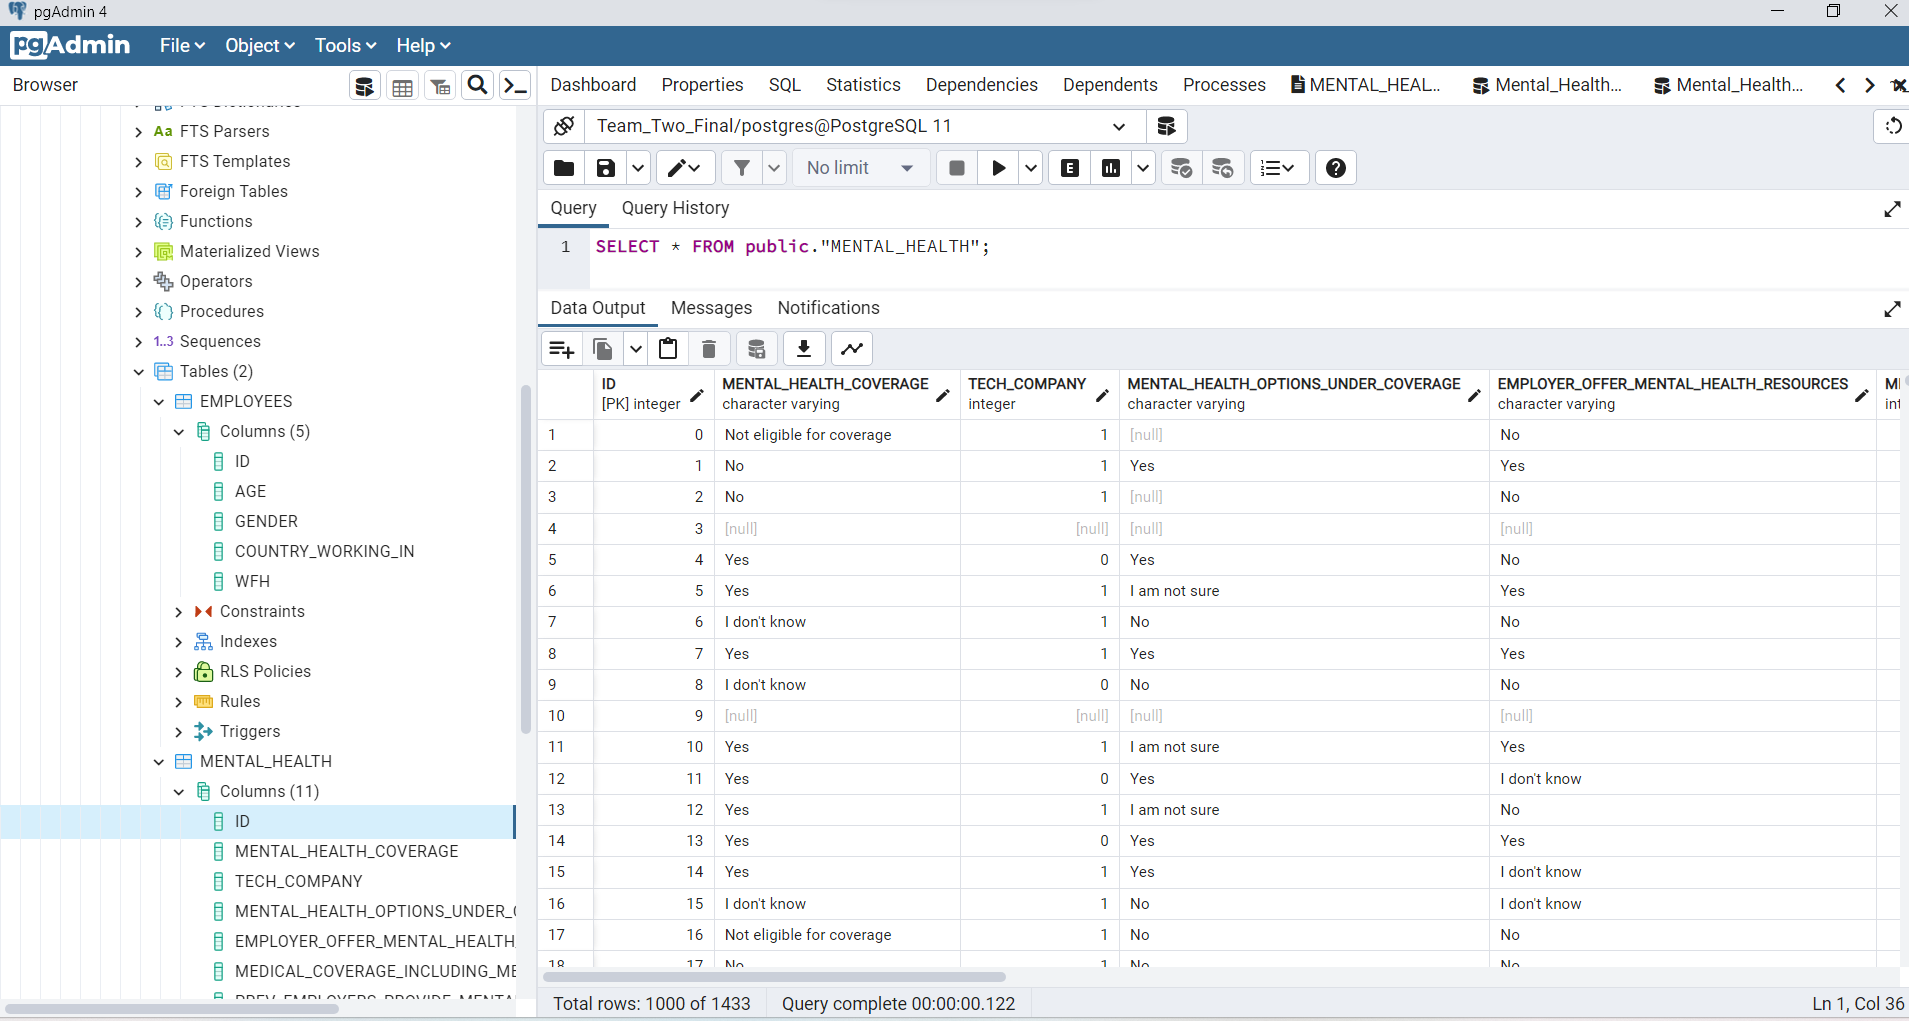 pgAdmin 4
pgAdmin File Object Tools Help
Browser
Dashboard Properties SQL Statistics Dependencies Dependents Processes MENTAL_HEAL... Mental_Health... Mental_Health...
Team_Two_Final/postgres@PostgreSQL 11
No limit
Query Query History
1 SELECT * FROM public."MENTAL_HEALTH";
Data Output Messages Notifications
FTS Dictionaries
Aa FTS Parsers
FTS Templates
Foreign Tables
Functions
Materialized Views
Operators
Procedures
1..3 Sequences
Tables (2)
EMPLOYEES
Columns (5)
ID
AGE
GENDER
COUNTRY_WORKING_IN
WFH
Constraints
Indexes
RLS Policies
Rules
Triggers
MENTAL_HEALTH
Columns (11)
ID
MENTAL_HEALTH_COVERAGE
TECH_COMPANY
MENTAL_HEALTH_OPTIONS_UNDER_
EMPLOYER_OFFER_MENTAL_HEALTH_
MEDICAL_COVERAGE_INCLUDING_ME
PREV_EMPLOYERS_PROVIDE_MENTA
ID MENTAL_HEALTH_COVERAGE TECH_COMPANY MENTAL_HEALTH_OPTIONS_UNDER_COVERAGE EMPLOYER_OFFER_MENTAL_HEALTH_RESOURCES
[PK] integer character varying integer character varying character varying int
1 0 Not eligible for coverage 1 [null] No
2 1 No 1 Yes Yes
3 2 No 1 [null] No
4 3 [null] [null] [null] [null]
5 4 Yes 0 Yes No
6 5 Yes 1 I am not sure Yes
7 6 I don't know 1 No No
8 7 Yes 1 Yes Yes
9 8 I don't know 0 No No
10 9 [null] [null] [null] [null]
11 10 Yes 1 I am not sure Yes
12 11 Yes 0 Yes I don't know
13 12 Yes 1 I am not sure No
14 13 Yes 0 Yes Yes
15 14 Yes 1 Yes I don't know
16 15 I don't know 1 No I don't know
17 16 Not eligible for coverage 1 No No
18 17 No 1 No No
Total rows: 1000 of 1433 Query complete 00:00:00.122 Ln 1, Col 36